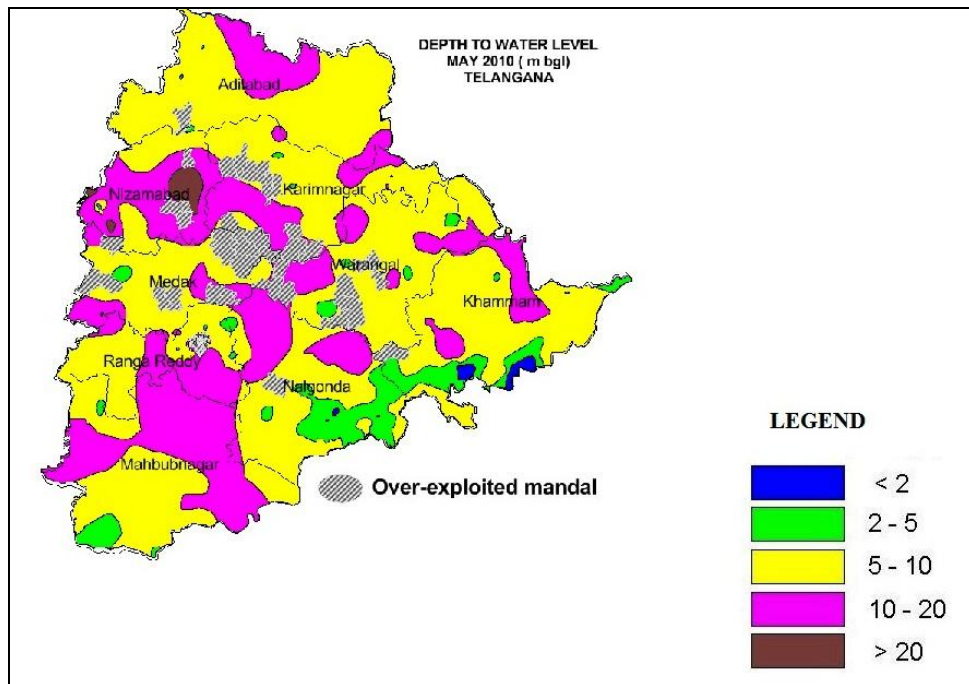 DEPTH TO WATER LEVEL
MAY 2010 ( m bgl)
TELANGANA
Adilabad
Nizamabad
Karimnagar
Medak
Warangal
Khammam
Ranga Reddy
Nalgonda
Mahbubnagar
Over-exploited mandal
LEGEND
< 2
2 - 5
5 - 10
10 - 20
> 20